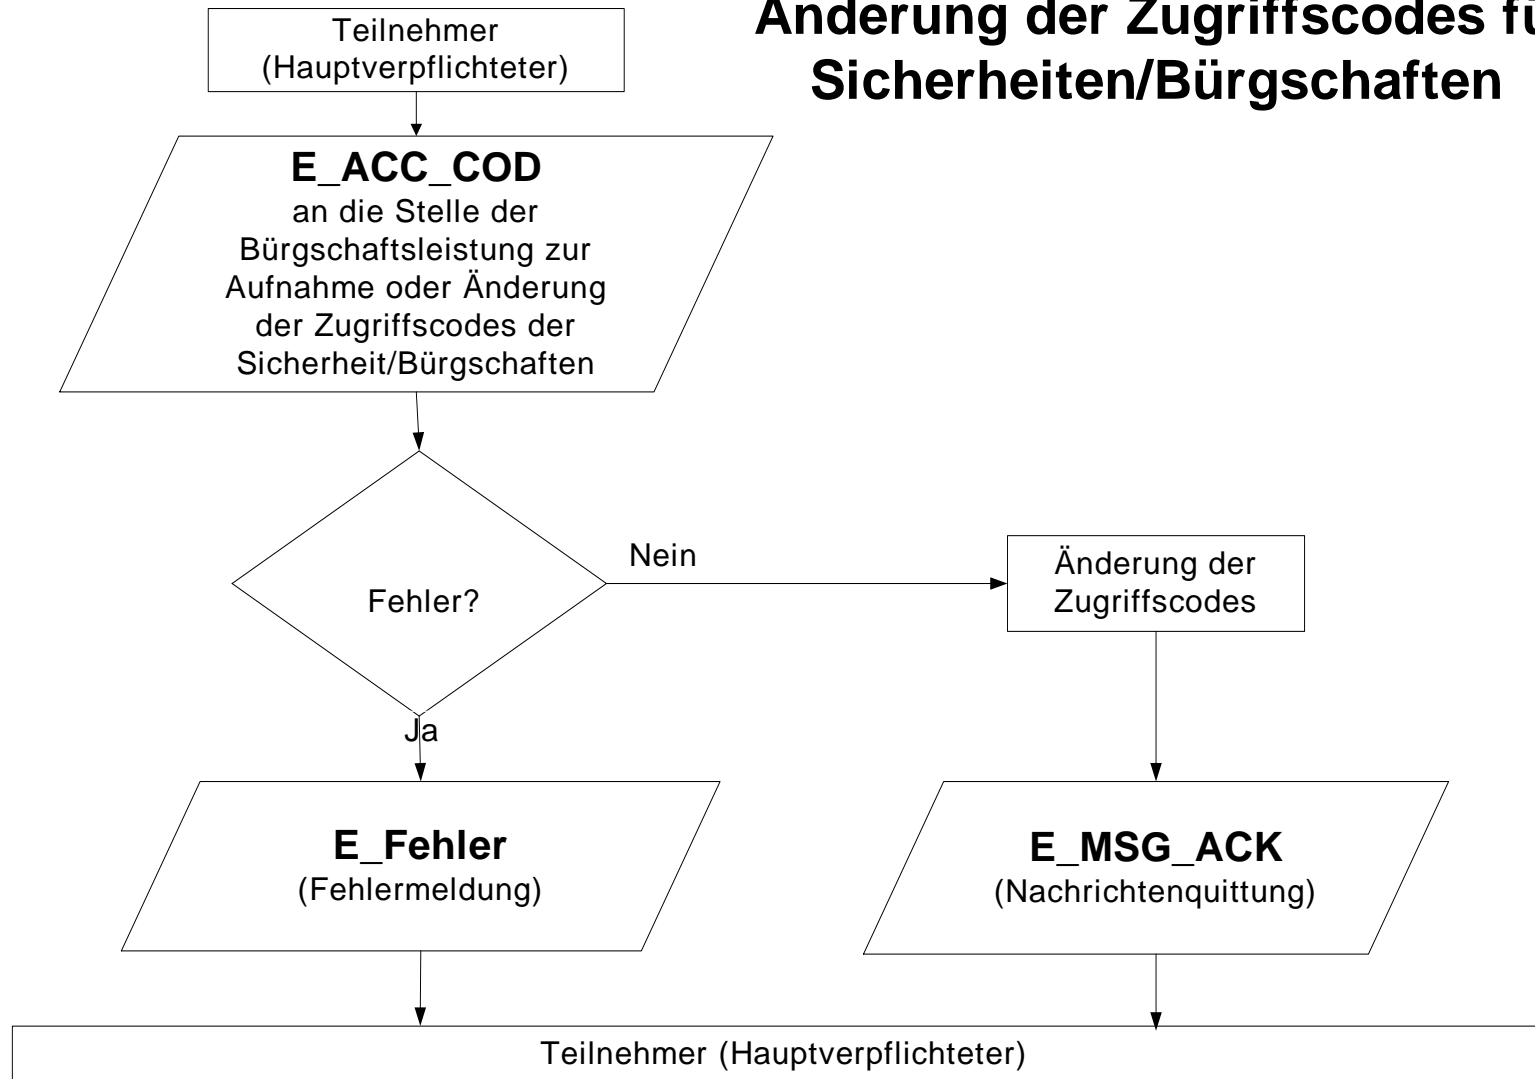 Änderung der Zugriffscodes fü
Sicherheiten/Bürgschaften
Teilnehmer
(Hauptverpflichteter)
E_ACC_COD
an die Stelle der
Bürgschaftsleistung zur
Aufnahme oder Änderung
der Zugriffscodes der
Sicherheit/Bürgschaften
Fehler?
Nein
Änderung der
Zugriffscodes
Ja
E_Fehler
(Fehlermeldung)
E_MSG_ACK
(Nachrichtenquittung)
Teilnehmer (Hauptverpflichteter)